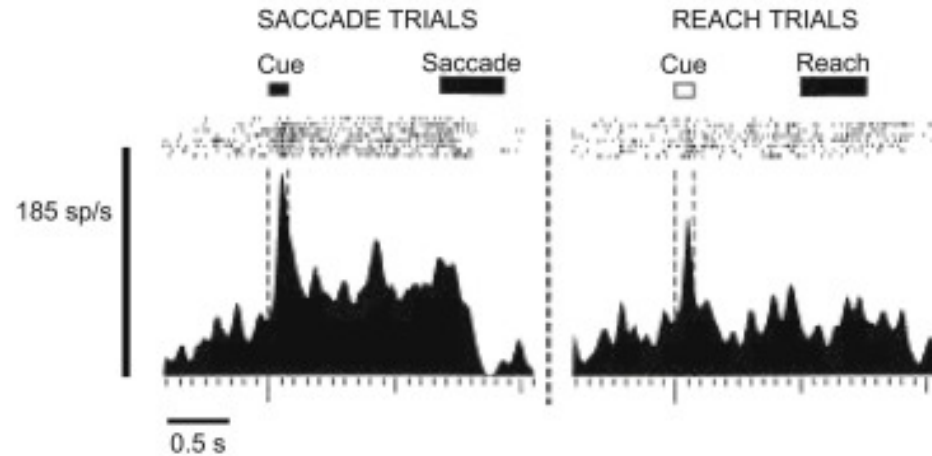 SACCADE TRIALS
REACH TRIALS
Cue
Saccade
Cue
Reach
185 sp/s
0.5 s